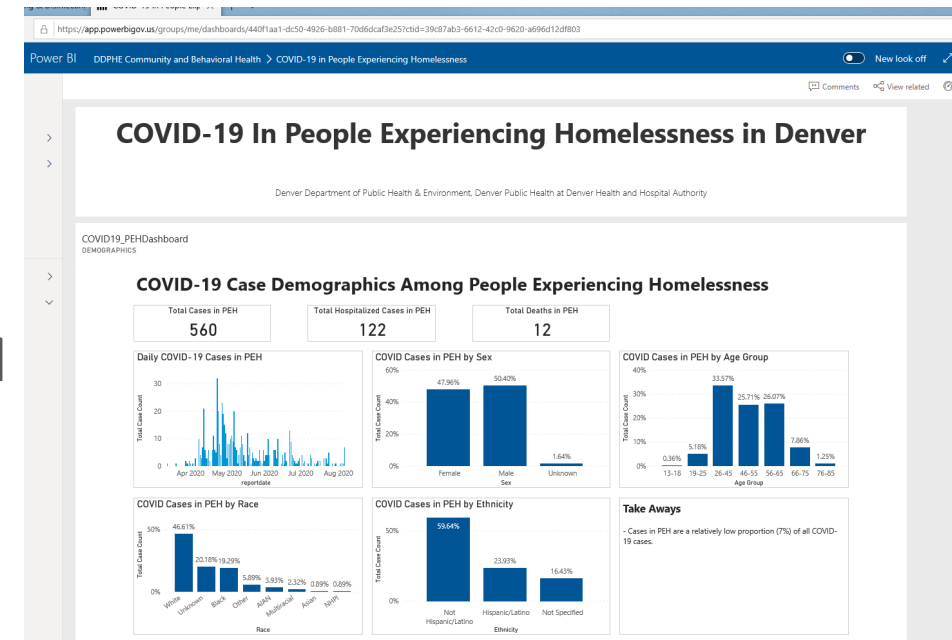 https://app.powerbigov.us/groups/me/dashboards/440f1aa1-dc50-4926-b881-70d6dcaf3e25?ctid=39c87ab3-6612-42c0-9620-a696d12df803
Power BI DDPHE Community and Behavioral Health > COVID-19 in People Experiencing Homelessness New look off
Comments View related
COVID-19 In People Experiencing Homelessness in Denver
Denver Department of Public Health & Environment, Denver Public Health at Denver Health and Hospital Authority
COVID19_PEHDashboard
DEMOGRAPHICS
COVID-19 Case Demographics Among People Experiencing Homelessness
Total Cases in PEH
560
Total Hospitalized Cases in PEH
122
Total Deaths in PEH
12
Daily COVID-19 Cases in PEH
Total Case Count
30
20
10
0
Apr 2020 May 2020 Jun 2020 Jul 2020 Aug 2020
reportdate
COVID Cases in PEH by Sex
Total Case Count
60%
40%
20%
0%
47.96% 50.40% 1.64%
Female Male Unknown
Sex
COVID Cases in PEH by Age Group
Total Case Count
40%
30%
20%
10%
0%
0.36% 5.18% 33.57% 25.71% 26.07% 7.86% 1.25%
13-18 19-25 26-45 46-55 56-65 66-75 76-85
Age Group
COVID Cases in PEH by Race
Total Case Count
50%
0%
46.61% 20.18% 19.29% 5.89% 3.93% 2.32% 0.89% 0.89%
White Unknown Black Other AIAN Multiracial Asian NHPI
Race
COVID Cases in PEH by Ethnicity
Total Case Count
50%
0%
59.64% 23.93% 16.43%
Not Hispanic/Latino Hispanic/Latino Not Specified
Ethnicity
Take Aways
- Cases in PEH are a relatively low proportion (7%) of all COVID-
19 cases.